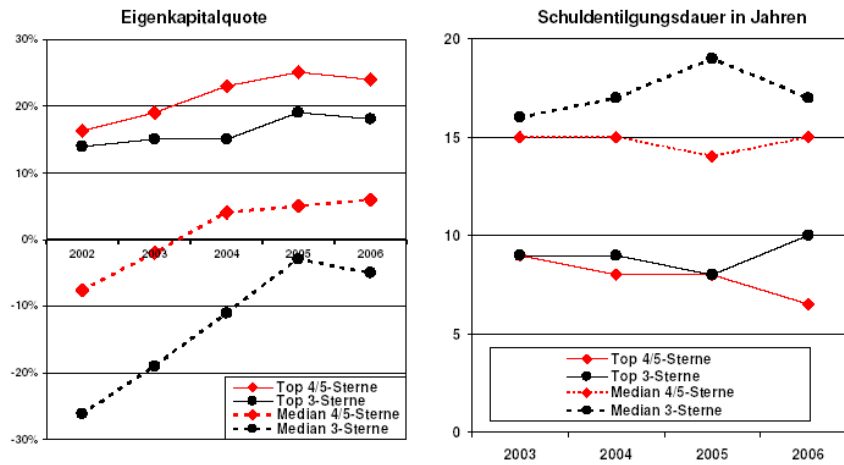 Eigenkapitalquote
30%
20%
10%
0%
-10%
-20%
-30%
2002 2003 2004 2005 2006
Top 4/5-Sterne
Top 3-Sterne
Median 4/5-Sterne
Median 3-Sterne
Schuldentilgungsdauer in Jahren
20
15
10
5
0
Top 4/5-Sterne
Top 3-Sterne
Median 4/5-Sterne
Median 3-Sterne
2003 2004 2005 2006